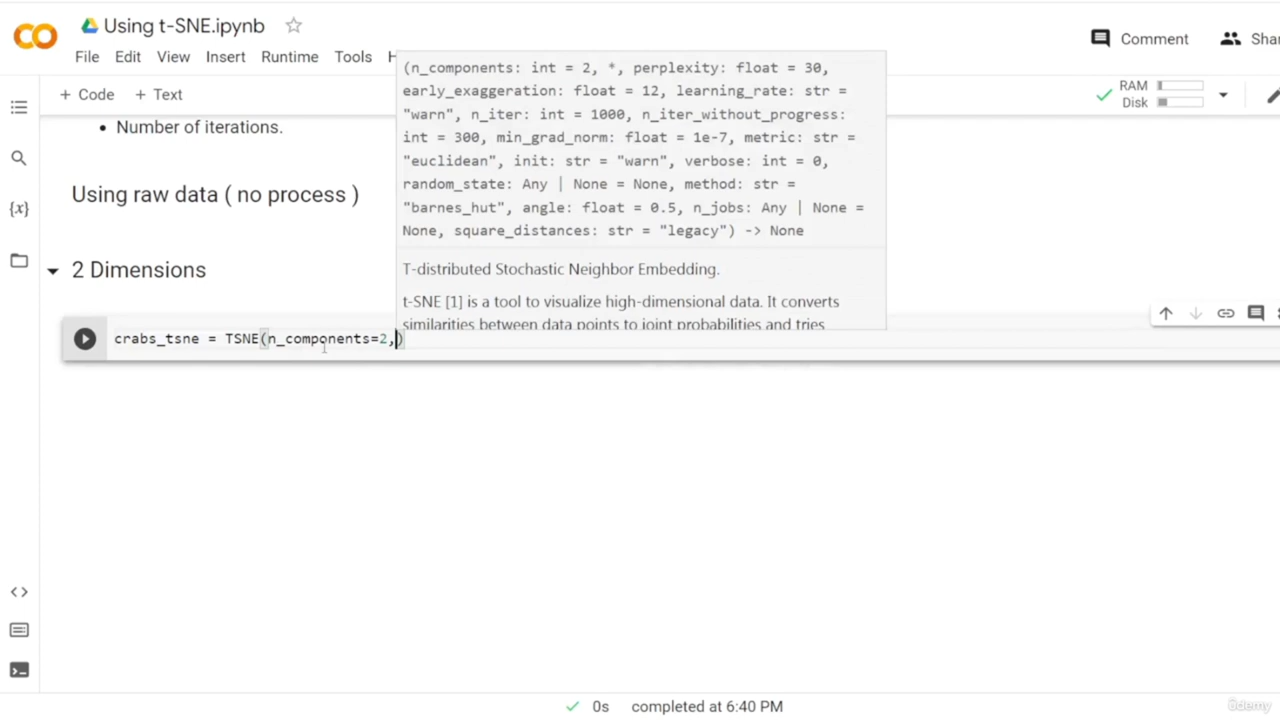 Using t-SNE.ipynb
Comment
File Edit View Insert Runtime Tools
+ Code + Text
RAM
Disk
(n_components: int = 2, *, perplexity: float = 30,
early_exaggeration: float = 12, learning_rate: str =
"warn", n_iter: int = 1000, n_iter_without_progress:
int = 300, min_grad_norm: float = 1e-7, metric: str =
"euclidean", init: str = "warn", verbose: int = 0,
random_state: Any | None = None, method: str =
"barnes_hut", angle: float = 0.5, n_jobs: Any | None =
None, square_distances: str = "legacy") -> None
T-distributed Stochastic Neighbor Embedding.
t-SNE [1] is a tool to visualize high-dimensional data. It converts
similarities between data points to joint probabilities and tries
• Number of iterations.
Using raw data ( no process )
2 Dimensions
crabs_tsne = TSNE(n_components=2,)
0s completed at 6:40 PM
ûdemy